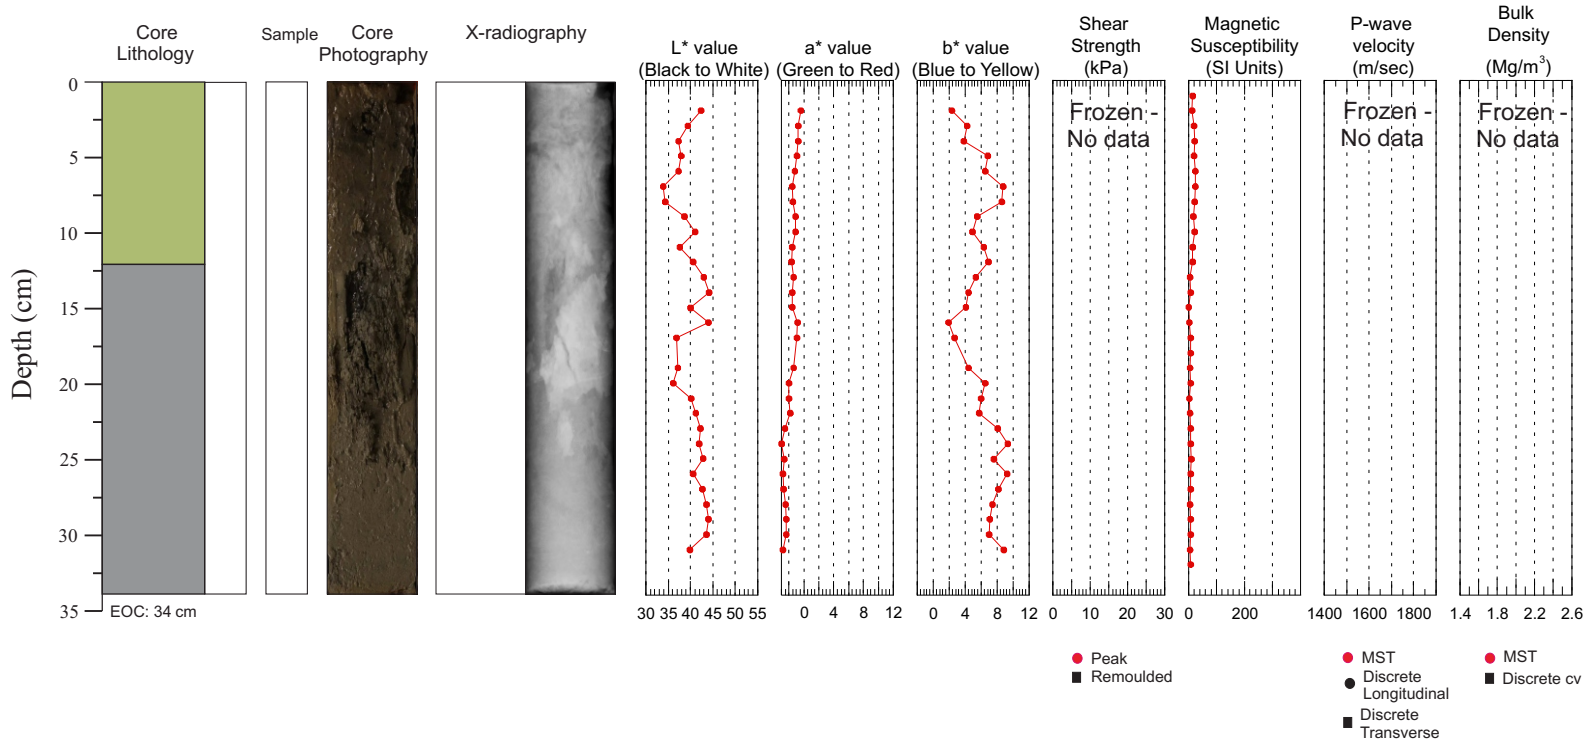 Core
Lithology
Sample
Core
Photography
X-radiography
L* value
(Black to White)
a* value
(Green to Red)
b* value
(Blue to Yellow)
Shear
Strength
(kPa)
Magnetic
Susceptibility
(SI Units)
P-wave
velocity
(m/sec)
Bulk
Density
(Mg/m³)
Depth (cm)
0
5
10
15
20
25
30
35
EOC: 34 cm
Frozen -
No data
Frozen -
No data
Frozen -
No data
30 35 40 45 50 55
0 4 8 12
0 4 8 12
0 10 20 30
0 200
1400 1600 1800
1.4 1.8 2.2 2.6
Peak
Remoulded
MST
Discrete
Longitudinal
Discrete
Transverse
MST
Discrete cv